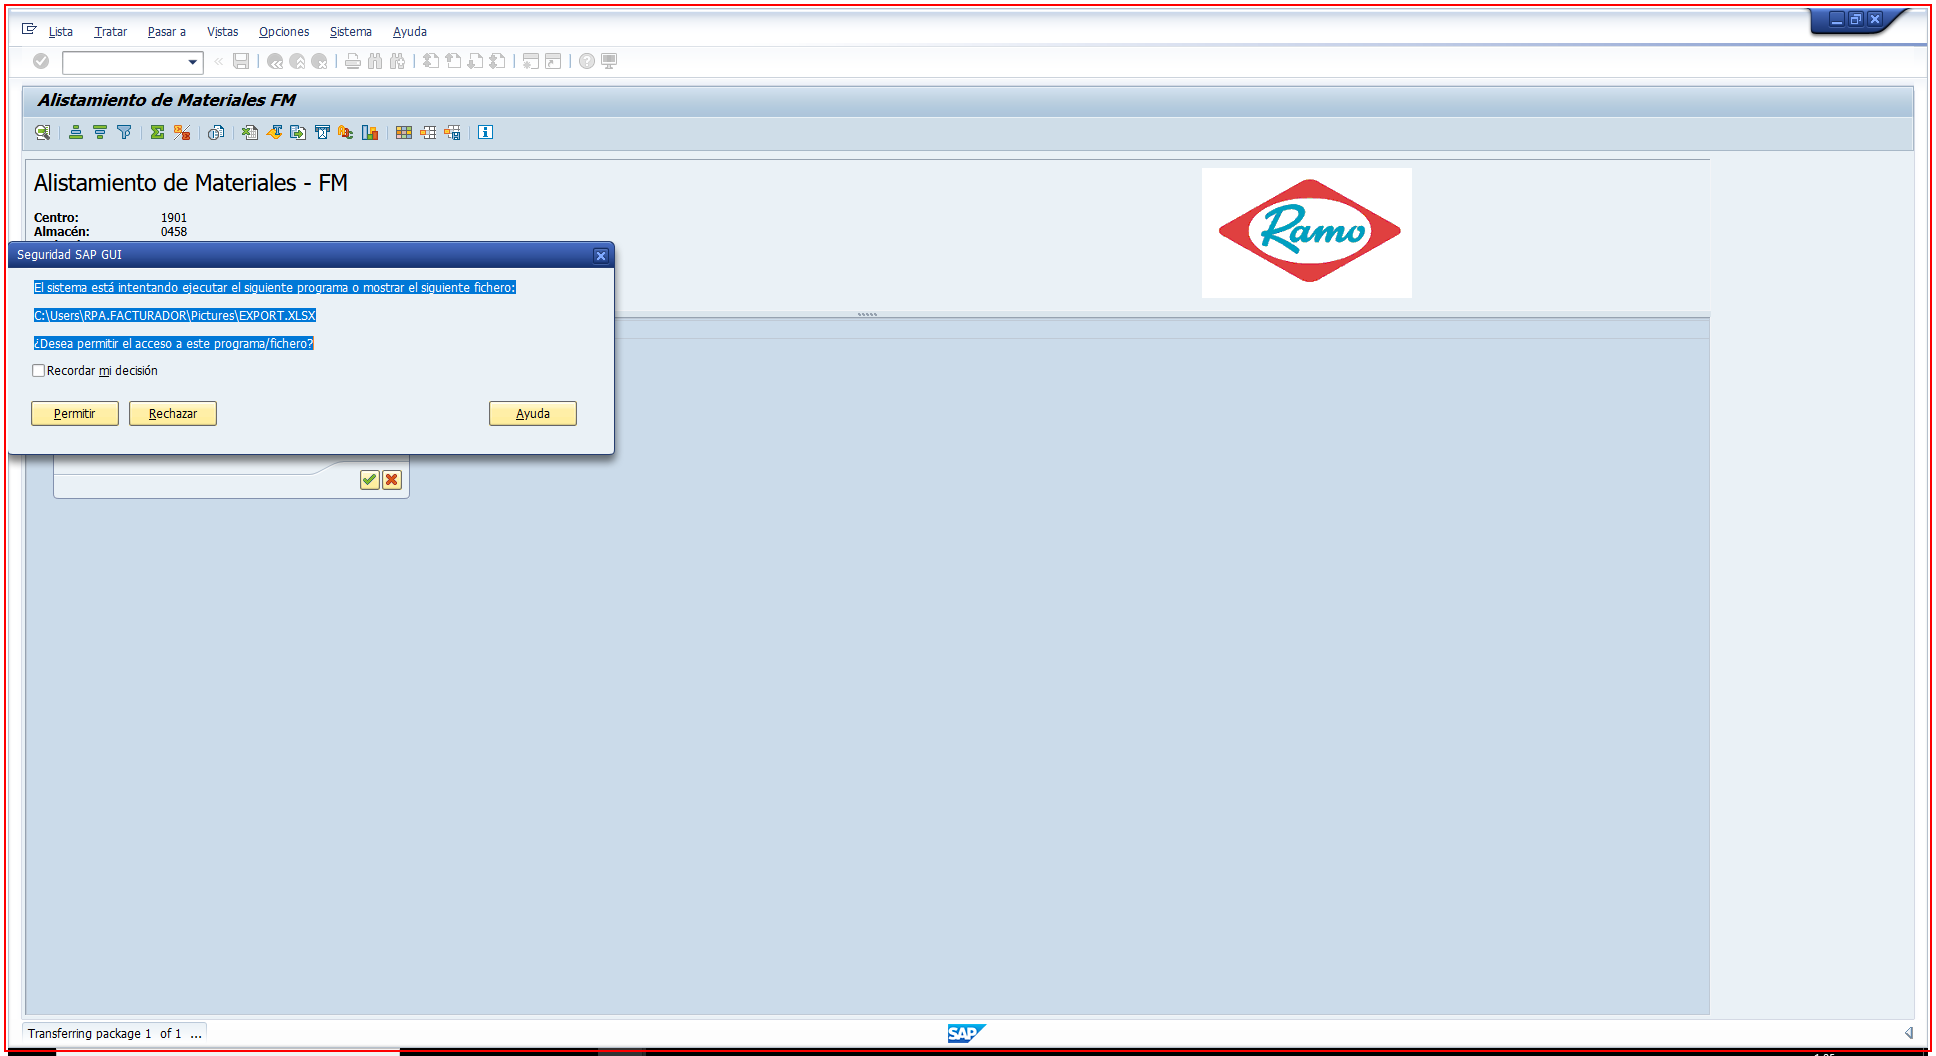 Lista Tratar Pasar a Vistas Opciones Sistema Ayuda
Alistamiento de Materiales FM
Alistamiento de Materiales - FM
Ramo
Centro: 1901
Almacén: 0458
Seguridad SAP GUI
El sistema está intentando ejecutar el siguiente programa o mostrar el siguiente fichero:
C:\Users\RPA.FACTURADOR\Pictures\EXPORT.XLSX
¿Desea permitir el acceso a este programa/fichero?
Recordar mi decisión
Permitir Rechazar Ayuda
Transferring package 1 of 1 ...
SAP